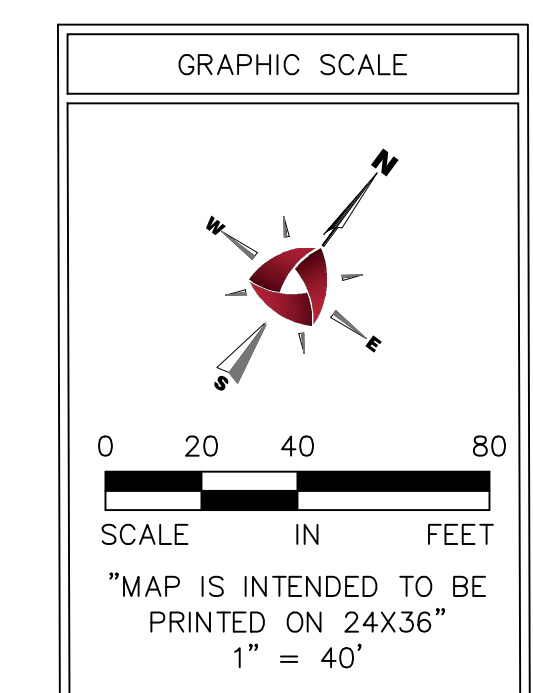 GRAPHIC SCALE
N
W
E
S
0 20 40 80
SCALE IN FEET
"MAP IS INTENDED TO BE
PRINTED ON 24X36"
1" = 40'